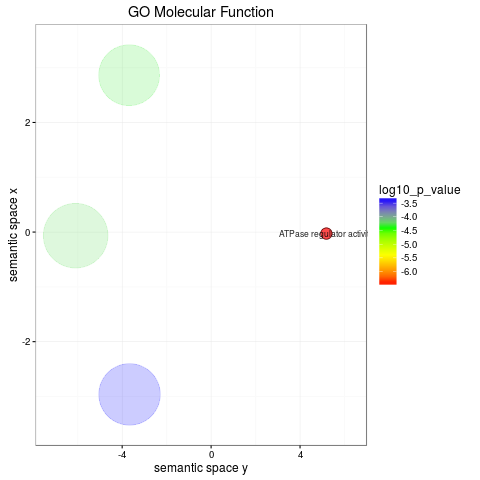 GO Molecular Function
semantic space x
2
0
-2
ATPase regulator activi
-4
0
4
semantic space y
log10_p_value
-3.5
-4.0
-4.5
-5.0
-5.5
-6.0